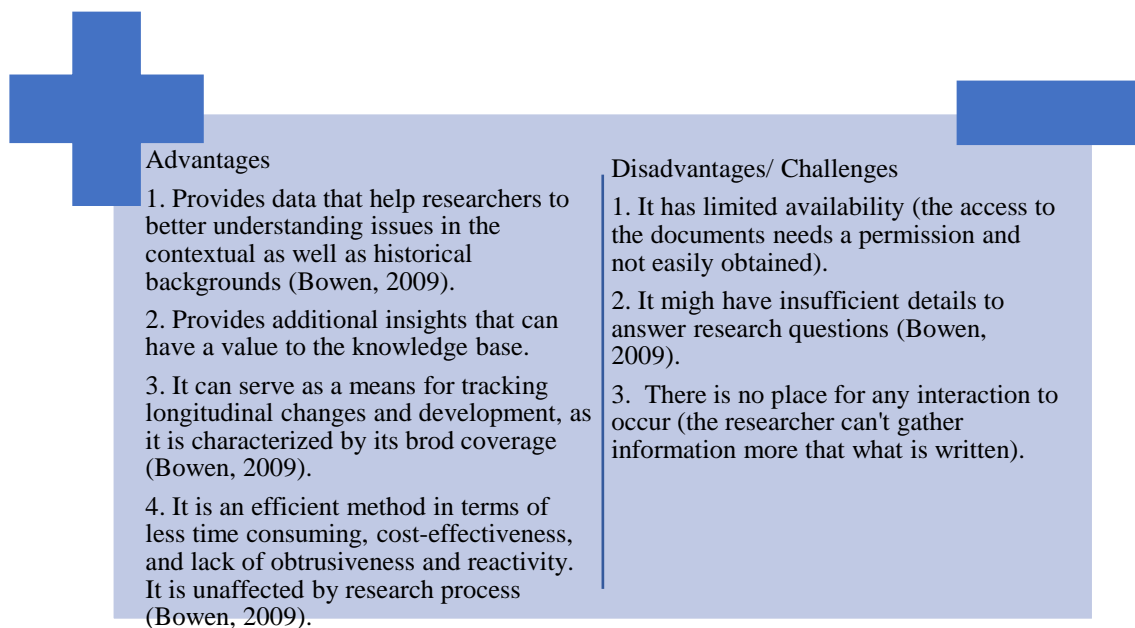 Advantages
1. Provides data that help researchers to
better understanding issues in the
contextual as well as historical
backgrounds (Bowen, 2009).
2. Provides additional insights that can
have a value to the knowledge base.
3. It can serve as a means for tracking
longitudinal changes and development, as
it is characterized by its brod coverage
(Bowen, 2009).
4. It is an efficient method in terms of
less time consuming, cost-effectiveness,
and lack of obtrusiveness and reactivity.
It is unaffected by research process
(Bowen, 2009).
Disadvantages/ Challenges
1. It has limited availability (the access to
the documents needs a permission and
not easily obtained).
2. It migh have insufficient details to
answer research questions (Bowen,
2009).
3.  There is no place for any interaction to
occur (the researcher can't gather
information more that what is written).